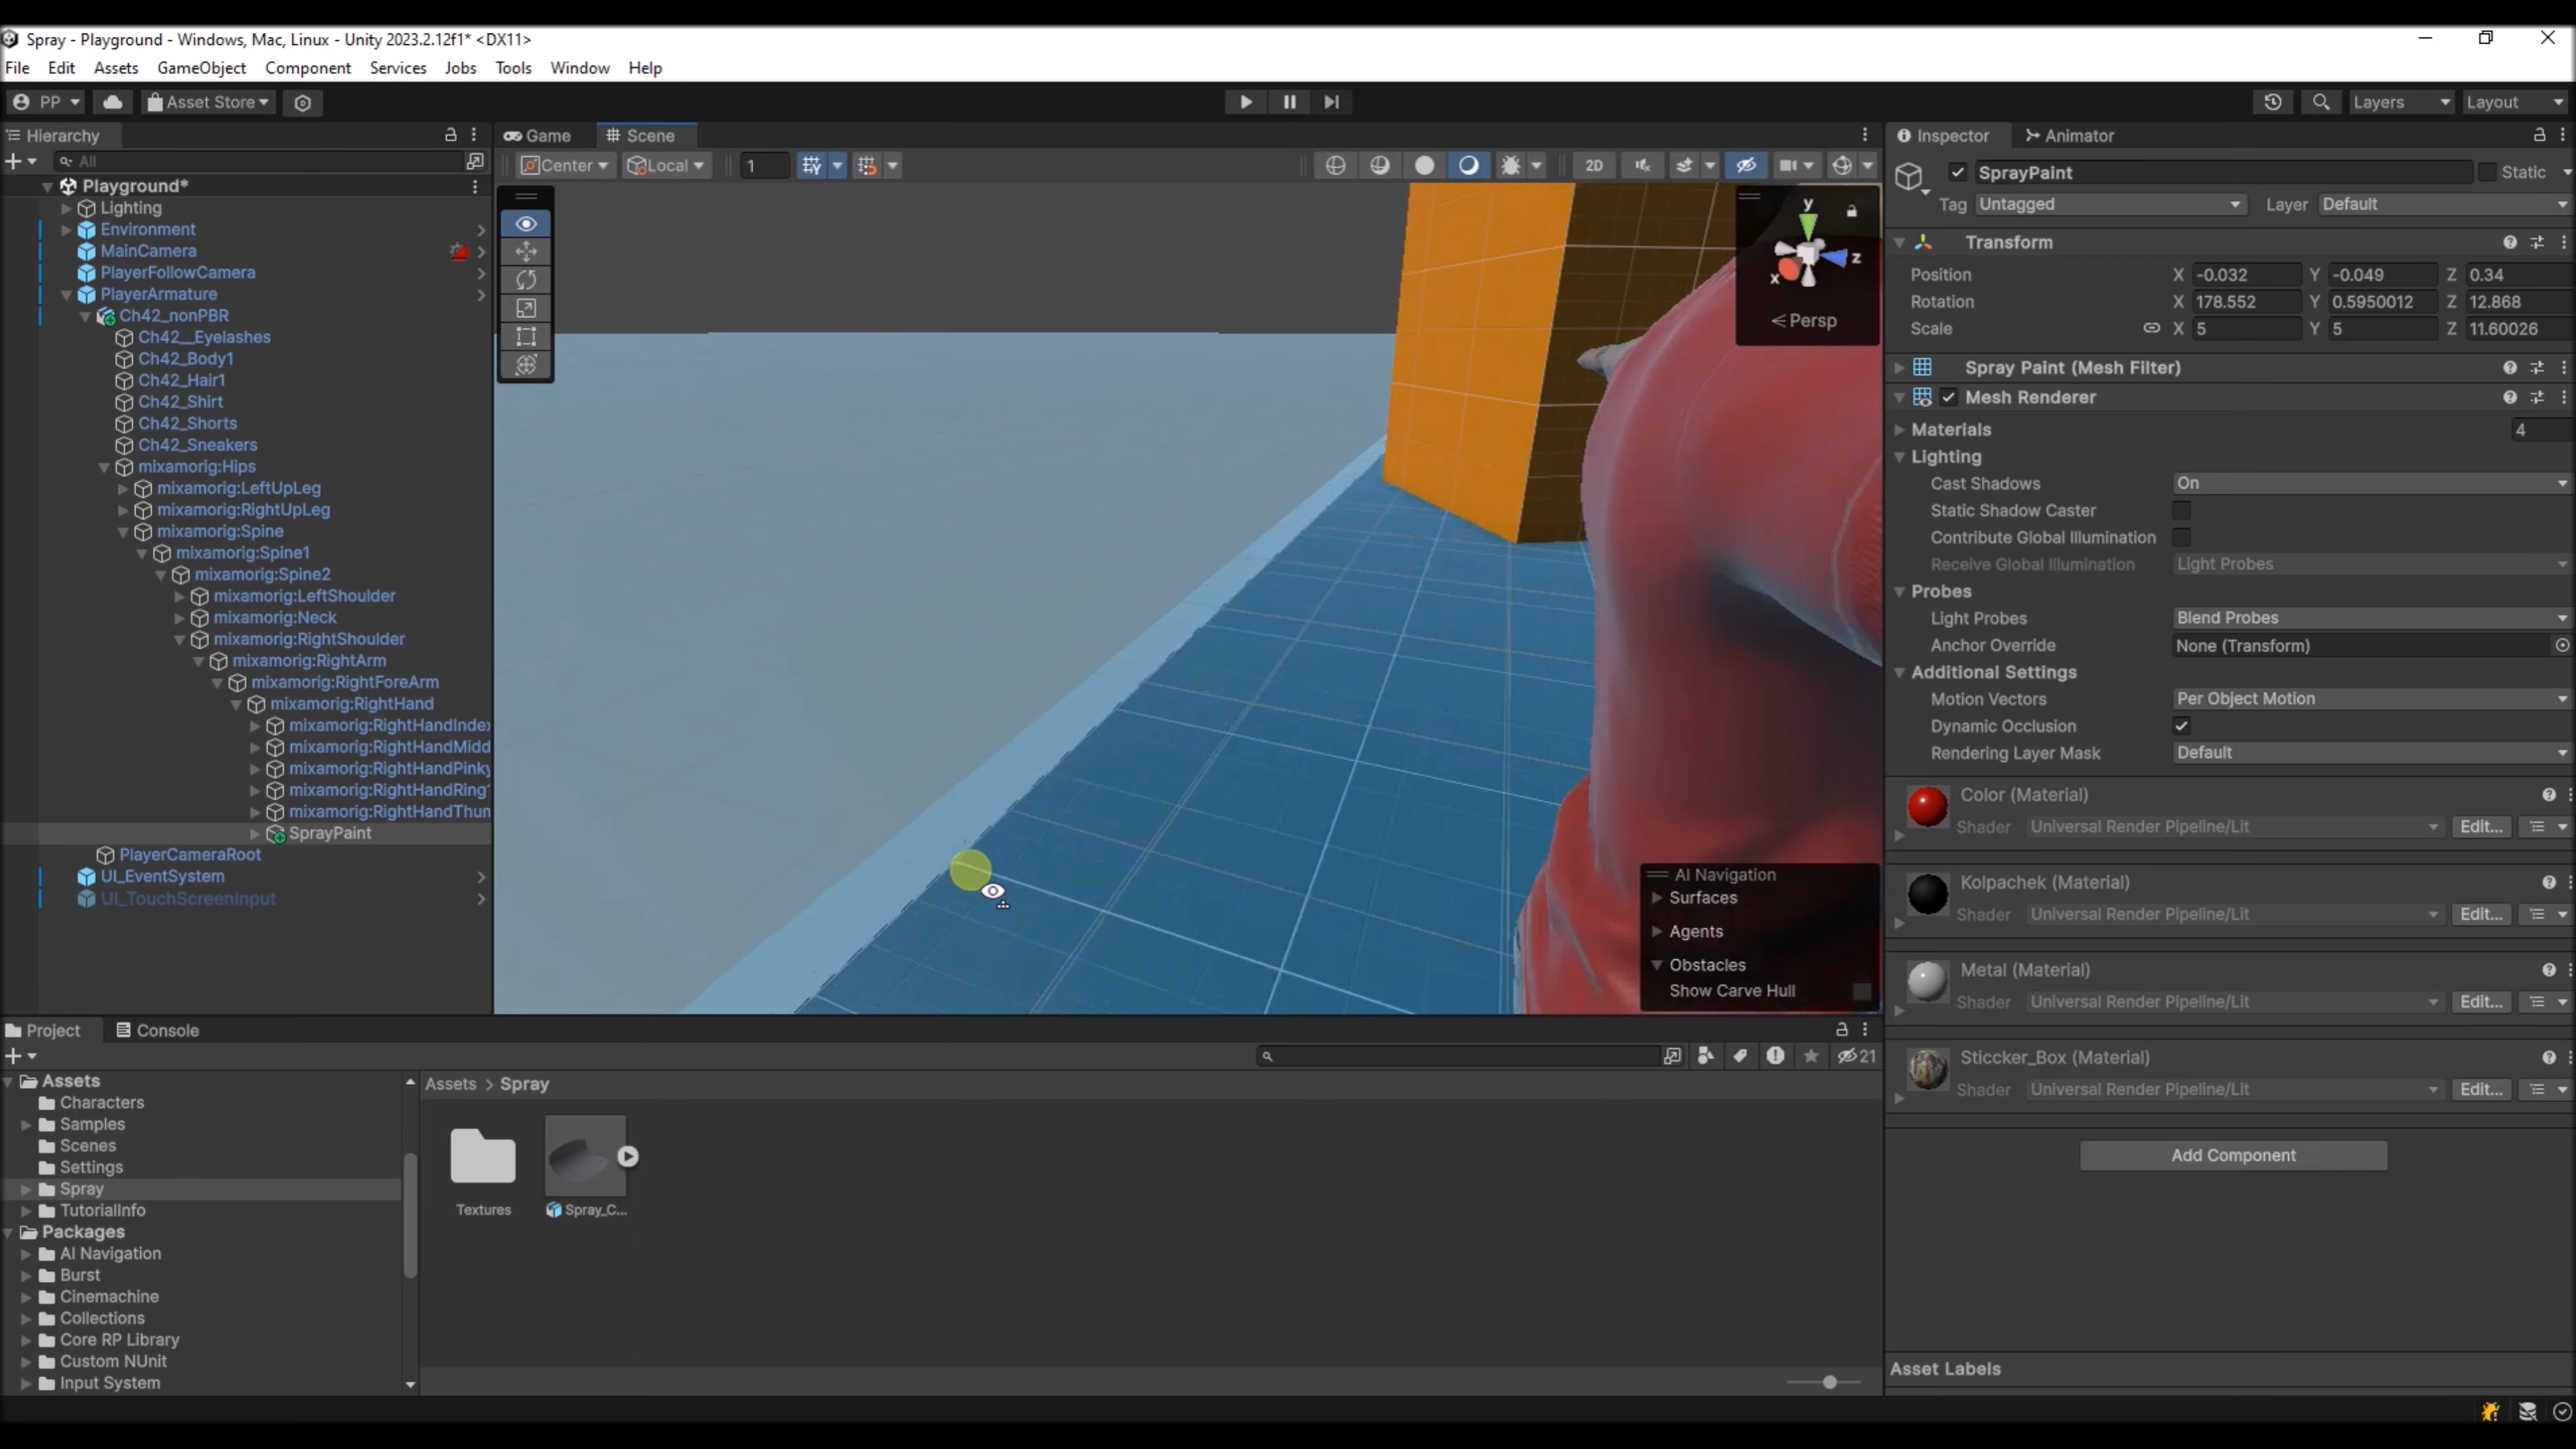 Spray - Playground - Windows, Mac, Linux - Unity 2023.2.12f1* <DX11>
File Edit Assets GameObject Component Services Jobs Tools Window Help
PP Asset Store Layers Layout
Hierarchy
All
Playground*
Lighting
Environment
MainCamera
PlayerFollowCamera
PlayerArmature
Ch42_nonPBR
Ch42__Eyelashes
Ch42_Body1
Ch42_Hair1
Ch42_Shirt
Ch42_Shorts
Ch42_Sneakers
mixamorig:Hips
mixamorig:LeftUpLeg
mixamorig:RightUpLeg
mixamorig:Spine
mixamorig:Spine1
mixamorig:Spine2
mixamorig:LeftShoulder
mixamorig:Neck
mixamorig:RightShoulder
mixamorig:RightArm
mixamorig:RightForeArm
mixamorig:RightHand
mixamorig:RightHandIndex
mixamorig:RightHandMidd
mixamorig:RightHandPinky
mixamorig:RightHandRing1
mixamorig:RightHandThum
SprayPaint
PlayerCameraRoot
UI_EventSystem
UI_TouchScreenInput
Game Scene
Center Local 1 2D
y
x
z
Persp
AI Navigation
Surfaces
Agents
Obstacles
Show Carve Hull
Inspector Animator
SprayPaint Static
Tag Untagged Layer Default
Transform
Position X -0.032 Y -0.049 Z 0.34
Rotation X 178.552 Y 0.5950012 Z 12.868
Scale X 5 Y 5 Z 11.60026
Spray Paint (Mesh Filter)
Mesh Renderer
Materials 4
Lighting
Cast Shadows On
Static Shadow Caster
Contribute Global Illumination
Receive Global Illumination Light Probes
Probes
Light Probes Blend Probes
Anchor Override None (Transform)
Additional Settings
Motion Vectors Per Object Motion
Dynamic Occlusion
Rendering Layer Mask Default
Color (Material)
Shader Universal Render Pipeline/Lit Edit...
Kolpachek (Material)
Shader Universal Render Pipeline/Lit Edit...
Metal (Material)
Shader Universal Render Pipeline/Lit Edit...
Sticcker_Box (Material)
Shader Universal Render Pipeline/Lit Edit...
Add Component
Asset Labels
Project Console
21
Assets
Characters
Samples
Scenes
Settings
Spray
TutorialInfo
Packages
AI Navigation
Burst
Cinemachine
Collections
Core RP Library
Custom NUnit
Input System
Assets > Spray
Textures Spray_C...